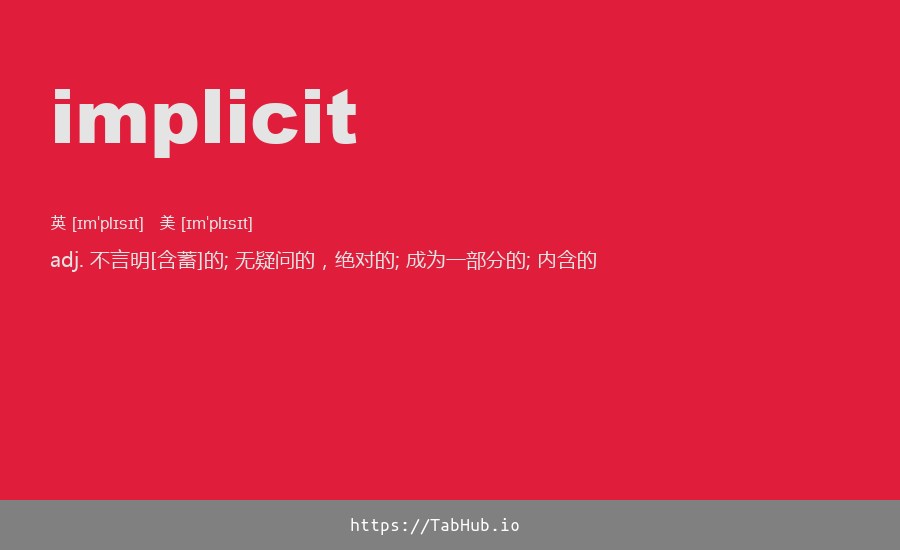 implicit
英 [ɪmˈplɪsɪt] 美 [ɪmˈplɪsɪt]
adj. 不言明[含蓄]的; 无疑问的，绝对的; 成为一部分的; 内含的
https://TabHub.io